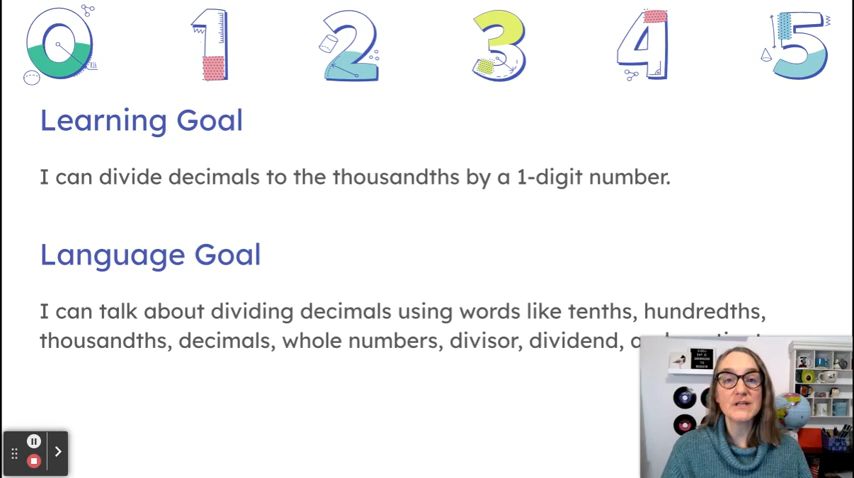 0 1 2 3 4 5
Learning Goal
I can divide decimals to the thousandths by a 1-digit number.
Language Goal
I can talk about dividing decimals using words like tenths, hundredths,
thousandths, decimals, whole numbers, divisor, dividend,